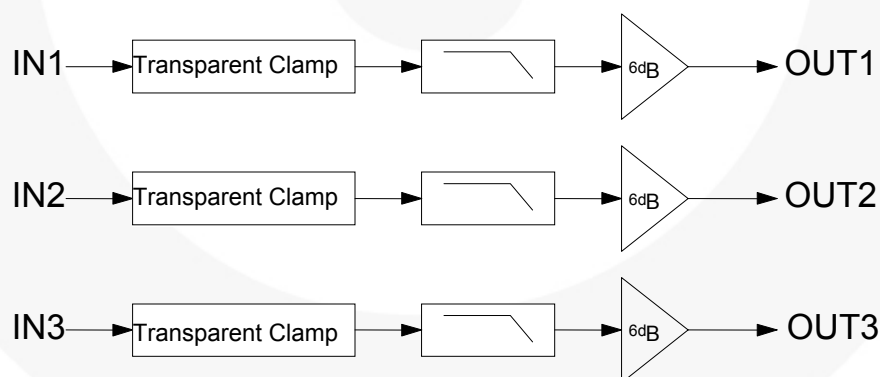 IN1 Transparent Clamp 6dB OUT1
IN2 Transparent Clamp 6dB OUT2
IN3 Transparent Clamp 6dB OUT3